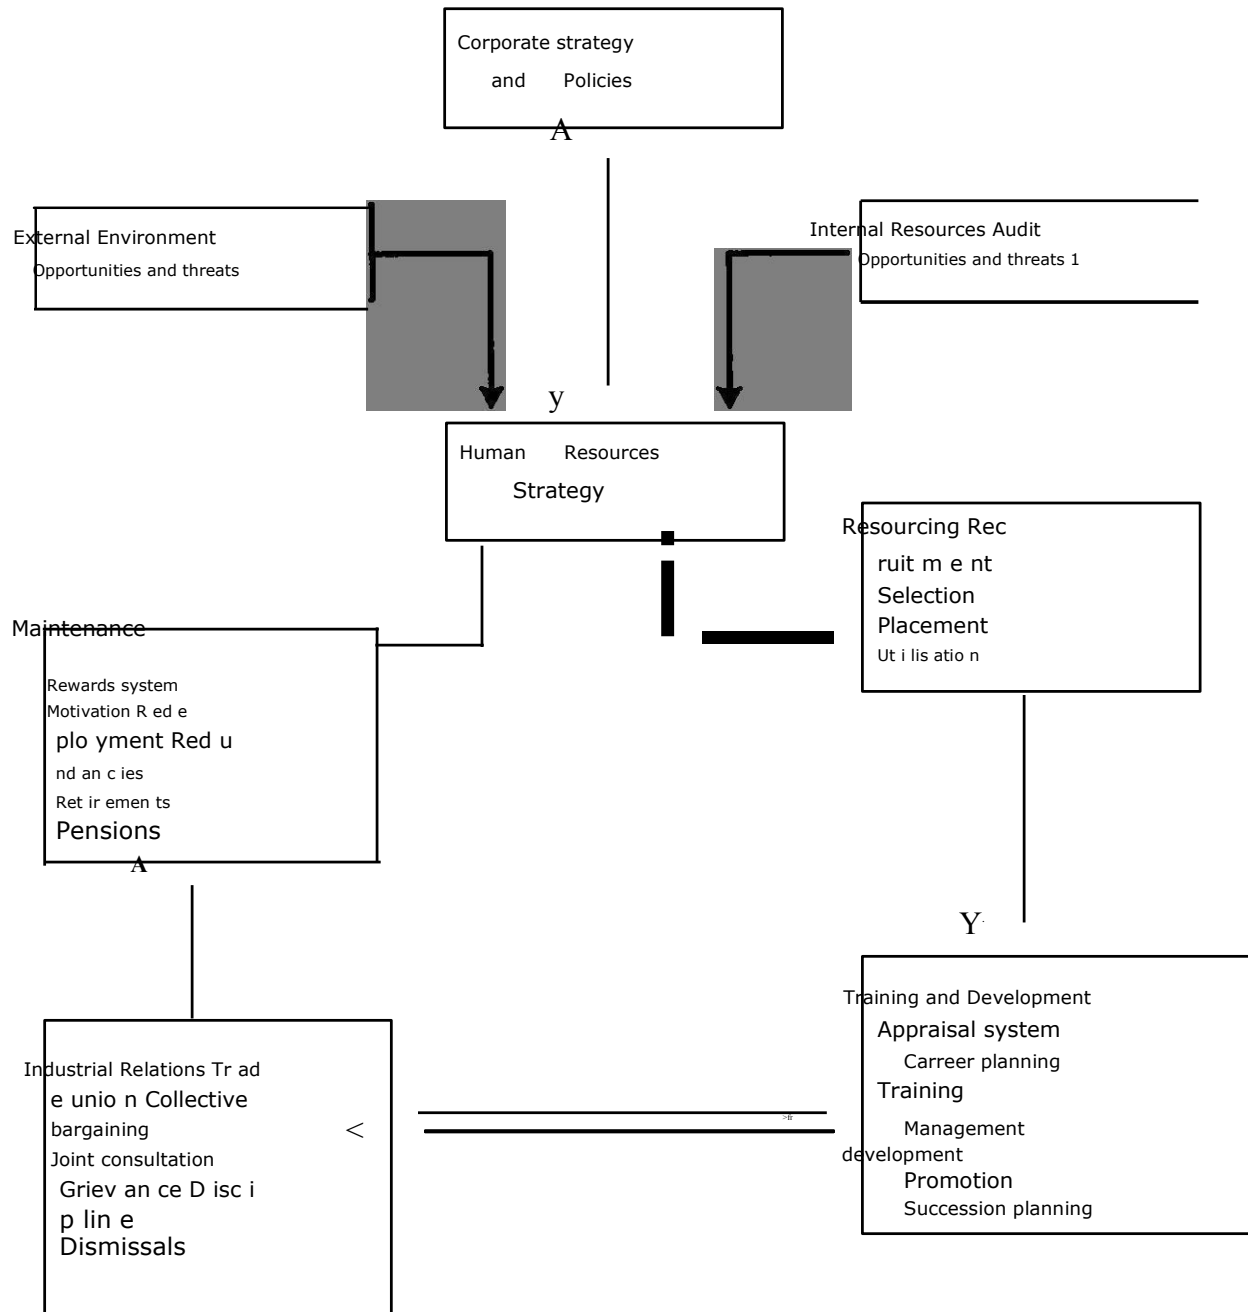 Corporate strategy
and Policies
A
External Environment
Opportunities and threats
Internal Resources Audit
Opportunities and threats 1
y
Human Resources
Strategy
Resourcing Rec
ruit m e nt
Selection
Placement
Ut i lis atio n
Maintenance
Rewards system
Motivation R ed e
plo yment Red u
nd an c ies
Ret ir emen ts
Pensions
A
Y
Training and Development
Appraisal system
Carreer planning
Training
Management
development
Promotion
Succession planning
Industrial Relations Tr ad
e unio n Collective
bargaining
<
Joint consultation
Griev an ce D isc i
p lin e
Dismissals